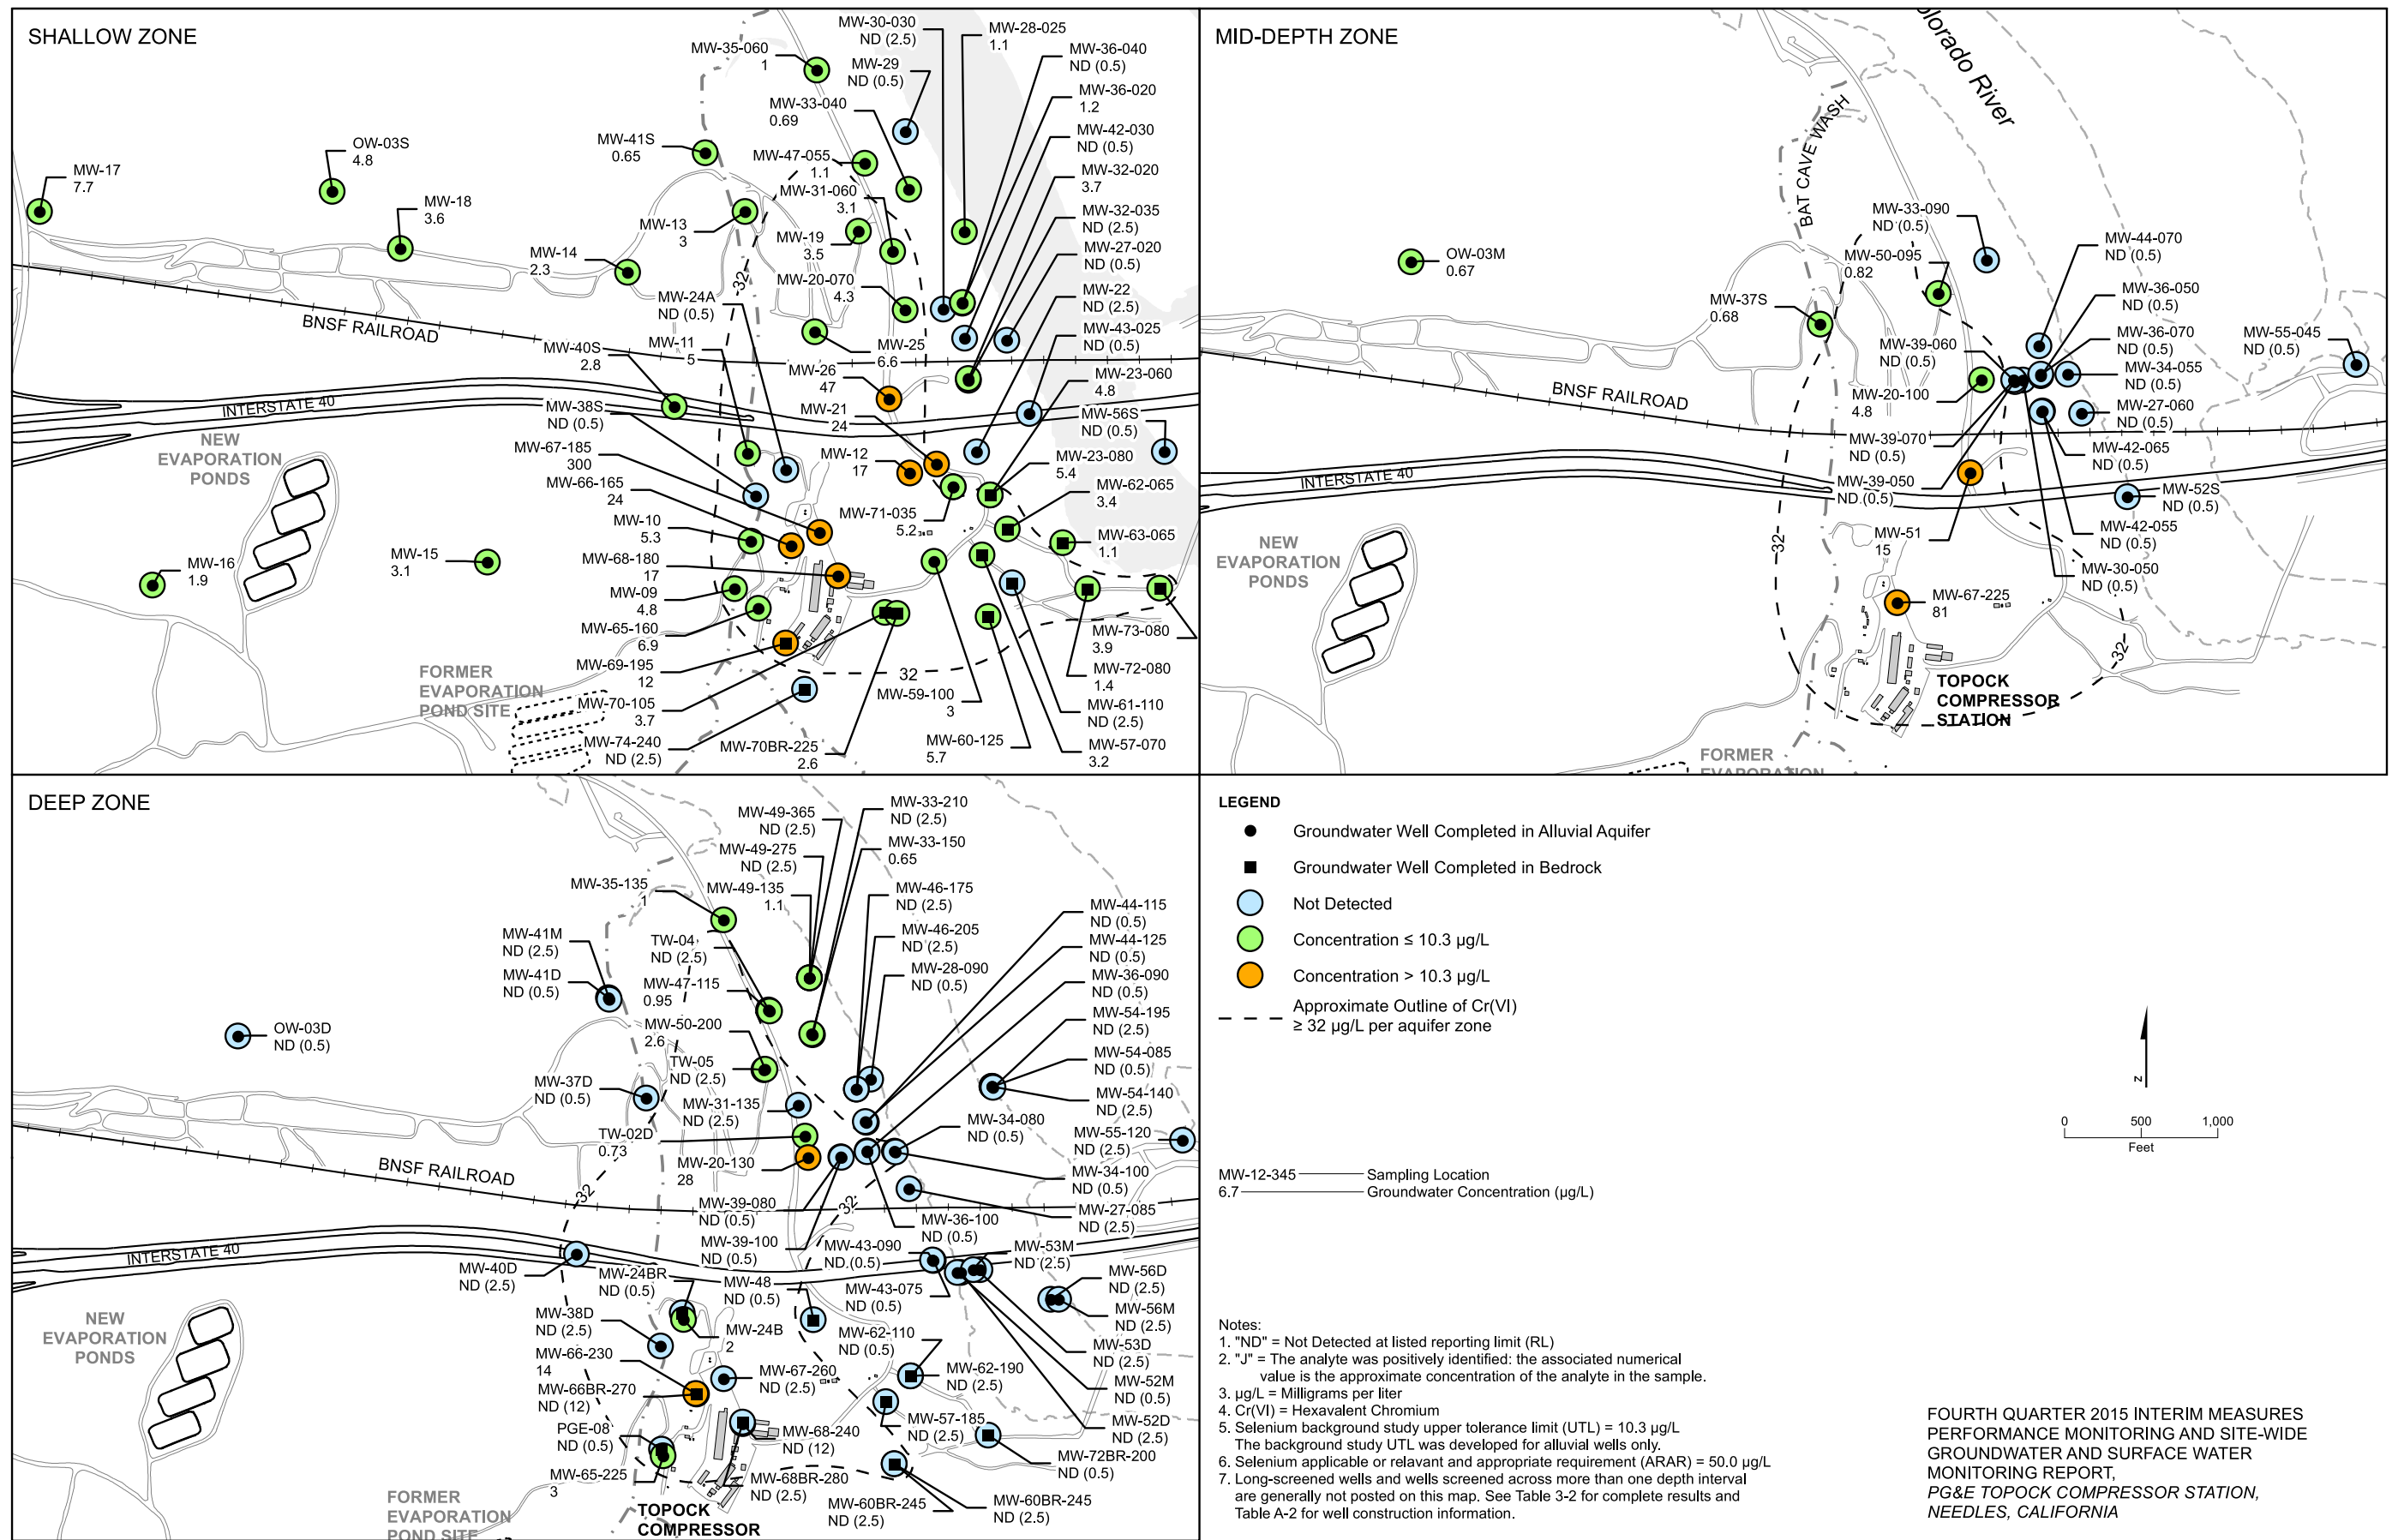 SHALLOW ZONE
MW-30-030
ND (2.5)
MW-28-025
1.1
MW-35-060
1
MW-29
ND (0.5)
MW-36-040
ND (0.5)
MW-36-020
1.2
MW-33-040
0.69
MW-42-030
ND (0.5)
MW-41S
0.65
OW-03S
4.8
MW-47-055
1.1
MW-32-020
3.7
MW-17
7.7
MW-31-060
3.1
MW-18
3.6
MW-32-035
ND (2.5)
MW-13
3
MW-19
3.5
MW-27-020
ND (0.5)
MW-14
2.3
32
MW-20-070
4.3
MW-22
ND (2.5)
MW-24A
ND (0.5)
BNSF RAILROAD
MW-43-025
ND (0.5)
MW-40S
2.8
MW-11
5
MW-25
6.6
MW-26
47
MW-23-060
4.8
INTERSTATE 40
MW-38S
ND (0.5)
MW-21
24
MW-56S
ND (0.5)
NEW
EVAPORATION
PONDS
MW-67-185
300
MW-12
17
MW-23-080
5.4
MW-66-165
24
MW-62-065
3.4
MW-10
5.3
MW-71-035
5.2
MW-63-065
1.1
MW-16
1.9
MW-15
3.1
MW-68-180
17
MW-09
4.8
MW-65-160
6.9
MW-73-080
3.9
MW-69-195
12
FORMER
EVAPORATION
POND SITE
32
MW-72-080
1.4
MW-70-105
3.7
MW-59-100
3
MW-61-110
ND (2.5)
MW-74-240
ND (2.5)
MW-70BR-225
2.6
MW-60-125
5.7
MW-57-070
3.2
MID-DEPTH ZONE
olorado River
BAT CAVE WASH
MW-33-090
ND (0.5)
OW-03M
0.67
MW-50-095
0.82
MW-44-070
ND (0.5)
MW-37S
0.68
MW-36-050
ND (0.5)
MW-39-060
ND (0.5)
MW-36-070
ND (0.5)
MW-55-045
ND (0.5)
MW-34-055
ND (0.5)
BNSF RAILROAD
MW-20-100
4.8
MW-27-060
ND (0.5)
MW-39-070
ND (0.5)
MW-42-065
ND (0.5)
INTERSTATE 40
MW-39-050
ND (0.5)
MW-52S
ND (0.5)
MW-42-055
ND (0.5)
MW-51
15
32
NEW
EVAPORATION
PONDS
MW-30-050
ND (0.5)
MW-67-225
81
32
TOPOCK
COMPRESSOR
STATION
FORMER
EVAPORATION
DEEP ZONE
MW-49-365
ND (2.5)
MW-33-210
ND (2.5)
MW-49-275
ND (2.5)
MW-33-150
0.65
MW-35-135
1
MW-49-135
1.1
MW-46-175
ND (2.5)
MW-44-115
ND (0.5)
MW-41M
ND (2.5)
TW-04
ND (2.5)
MW-46-205
ND (2.5)
MW-44-125
ND (0.5)
MW-41D
ND (0.5)
MW-47-115
0.95
MW-28-090
ND (0.5)
MW-36-090
ND (0.5)
OW-03D
ND (0.5)
MW-50-200
2.6
MW-54-195
ND (2.5)
TW-05
ND (2.5)
MW-54-085
ND (0.5)
MW-37D
ND (0.5)
MW-31-135
ND (2.5)
MW-54-140
ND (2.5)
MW-34-080
ND (0.5)
TW-02D
0.73
MW-55-120
ND (2.5)
BNSF RAILROAD
MW-20-130
28
MW-34-100
ND (0.5)
32
MW-39-080
ND (0.5)
32
MW-27-085
ND (2.5)
MW-36-100
ND (0.5)
INTERSTATE 40
MW-39-100
ND (0.5)
MW-43-090
ND (0.5)
MW-53M
ND (2.5)
MW-40D
ND (2.5)
MW-24BR
ND (0.5)
MW-48
ND (0.5)
MW-43-075
ND (0.5)
MW-56D
ND (2.5)
MW-56M
ND (2.5)
NEW
EVAPORATION
PONDS
MW-38D
ND (2.5)
MW-24B
2
MW-62-110
ND (0.5)
MW-53D
ND (2.5)
MW-66-230
14
MW-67-260
ND (2.5)
MW-62-190
ND (2.5)
MW-52M
ND (0.5)
MW-66BR-270
ND (12)
MW-57-185
ND (2.5)
MW-52D
ND (2.5)
PGE-08
ND (0.5)
MW-68-240
ND (12)
MW-72BR-200
ND (0.5)
MW-65-225
3
MW-68BR-280
ND (2.5)
FORMER
EVAPORATION
POND SITE
TOPOCK
COMPRESSOR
MW-60BR-245
ND (2.5)
MW-60BR-245
ND (2.5)
LEGEND
Groundwater Well Completed in Alluvial Aquifer
Groundwater Well Completed in Bedrock
Not Detected
Concentration ≤ 10.3 µg/L
Concentration > 10.3 µg/L
Approximate Outline of Cr(VI)
≥ 32 µg/L per aquifer zone
MW-12-345 Sampling Location
6.7 Groundwater Concentration (µg/L)
Z
0 500 1,000
Feet
Notes:
1. "ND" = Not Detected at listed reporting limit (RL)
2. "J" = The analyte was positively identified: the associated numerical
value is the approximate concentration of the analyte in the sample.
3. µg/L = Milligrams per liter
4. Cr(VI) = Hexavalent Chromium
5. Selenium background study upper tolerance limit (UTL) = 10.3 µg/L
The background study UTL was developed for alluvial wells only.
6. Selenium applicable or relavant and appropriate requirement (ARAR) = 50.0 µg/L
7. Long-screened wells and wells screened across more than one depth interval
are generally not posted on this map. See Table 3-2 for complete results and
Table A-2 for well construction information.
FOURTH QUARTER 2015 INTERIM MEASURES
PERFORMANCE MONITORING AND SITE-WIDE
GROUNDWATER AND SURFACE WATER
MONITORING REPORT,
PG&E TOPOCK COMPRESSOR STATION,
NEEDLES, CALIFORNIA